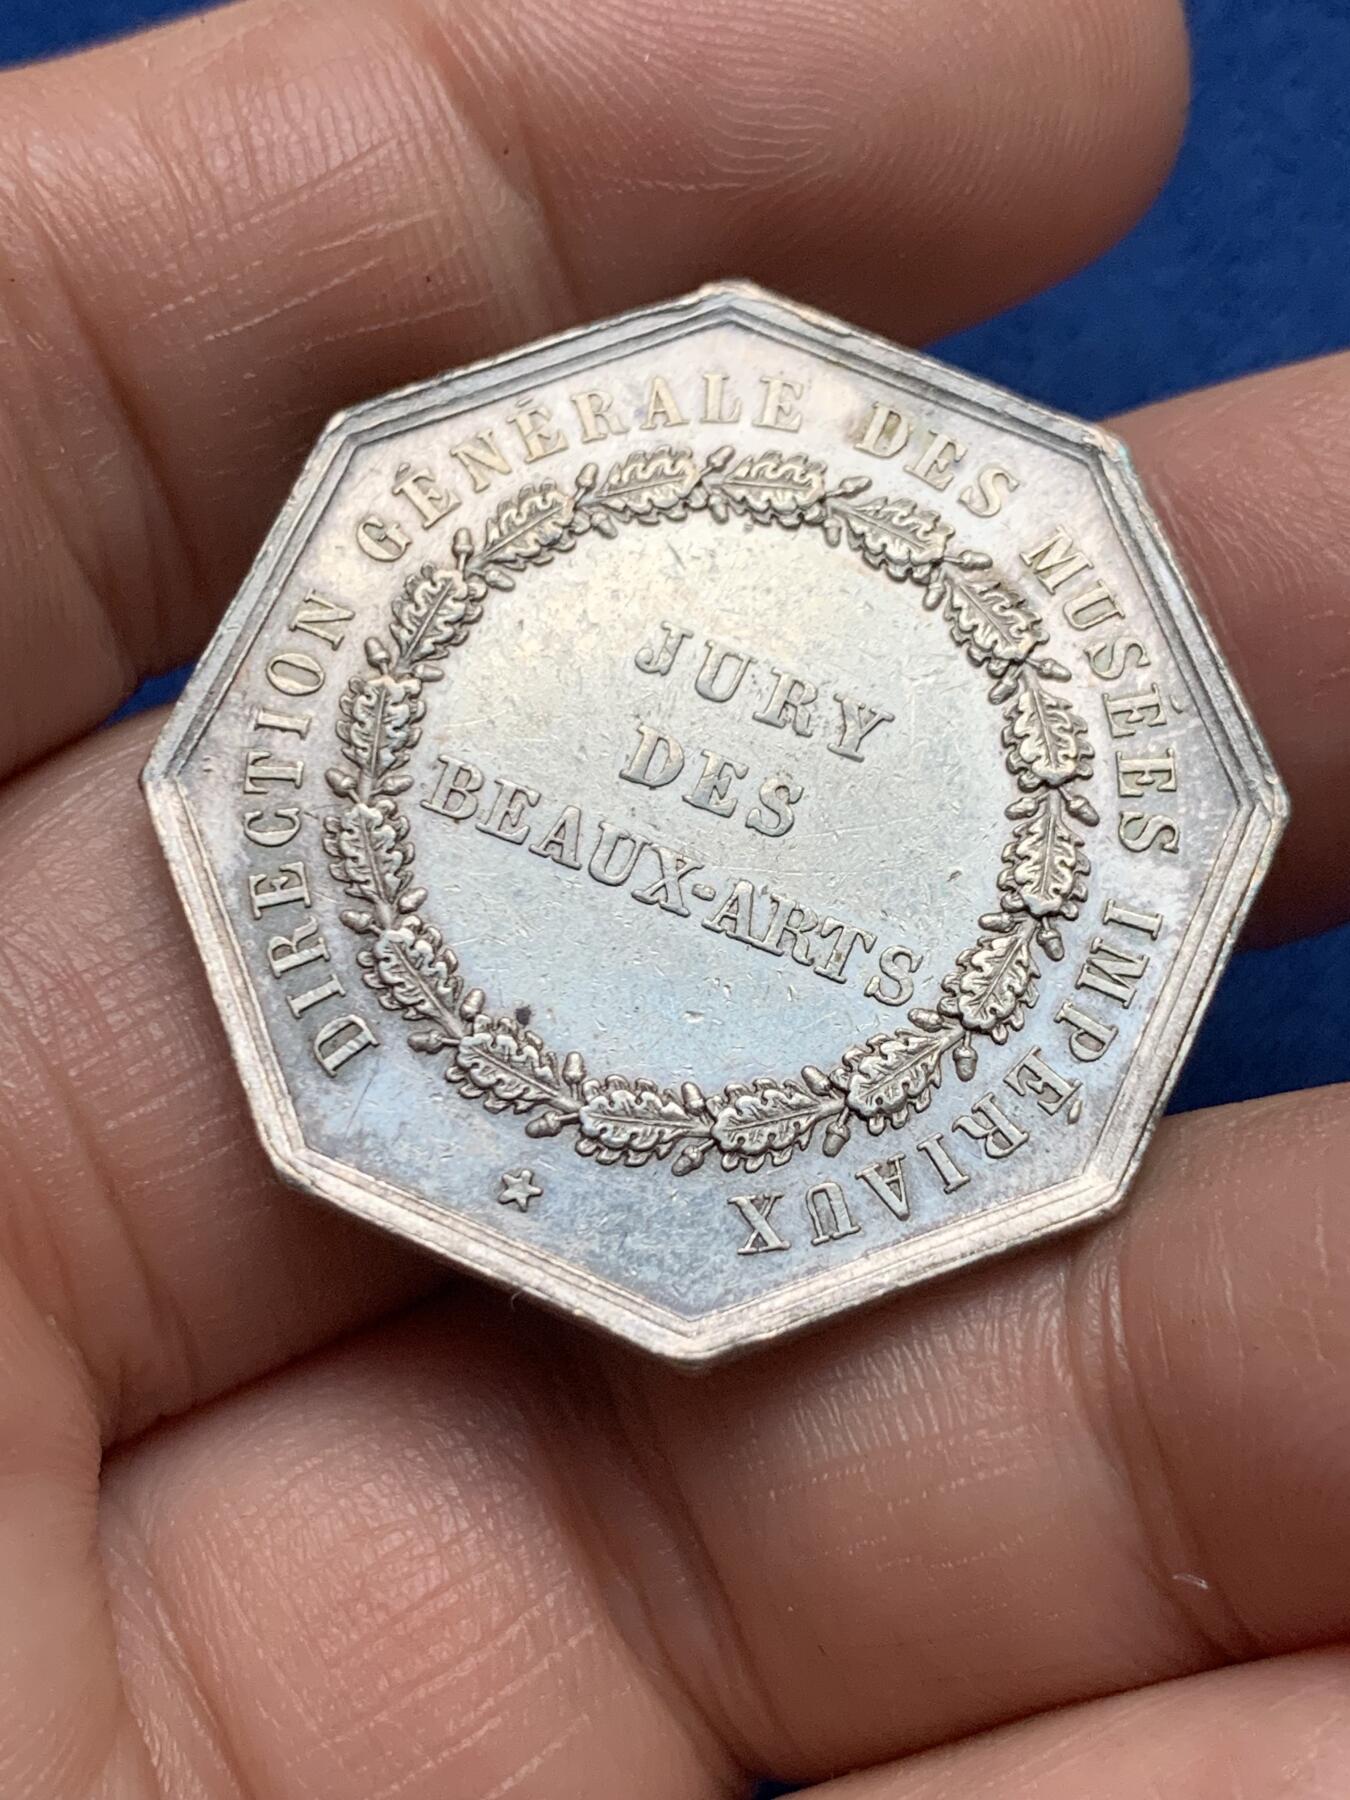 DIRECTION GÉNÉRALE DES MUSÉES IMPÉRIAUX
JURY
DES
BEAUX-ARTS